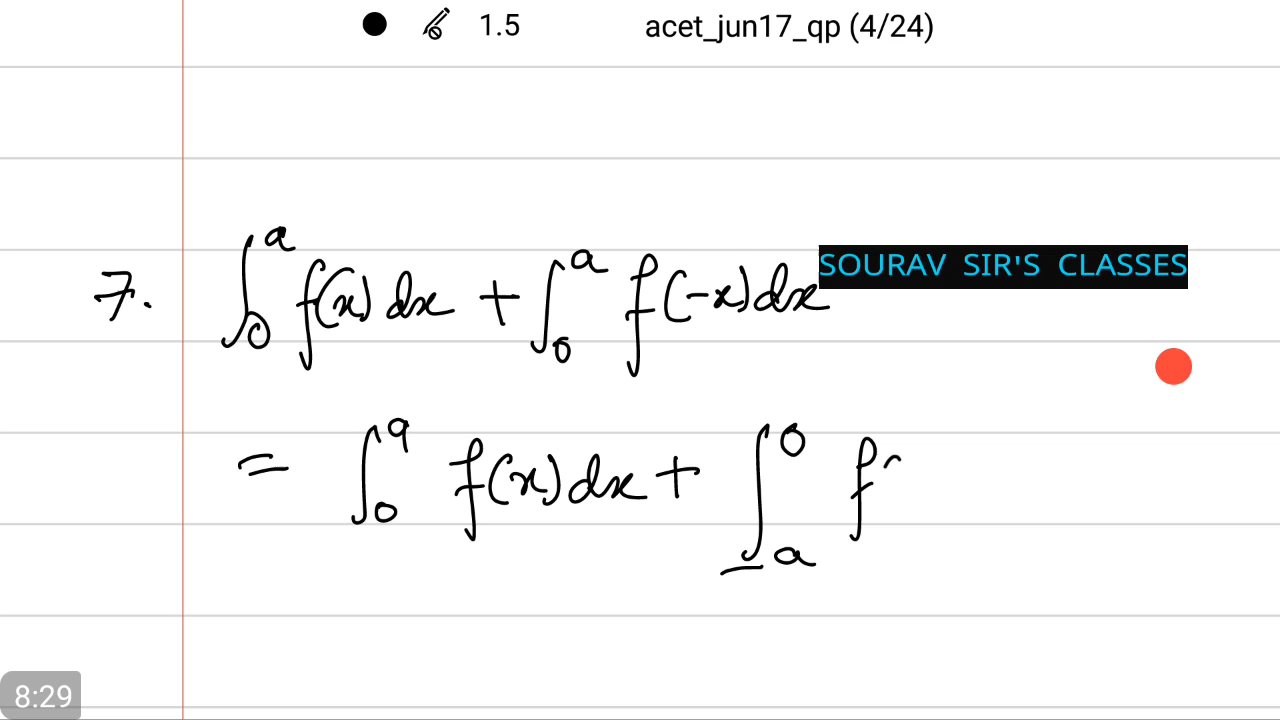 1.5 acet_jun17_qp (4/24)
SOURAV SIR'S CLASSES
7. ∫₀ᵃ f(x) dx + ∫₀ᵃ f(-x) dx
= ∫₀ᵃ f(x) dx + ∫₋ₐ⁰ f
8:29